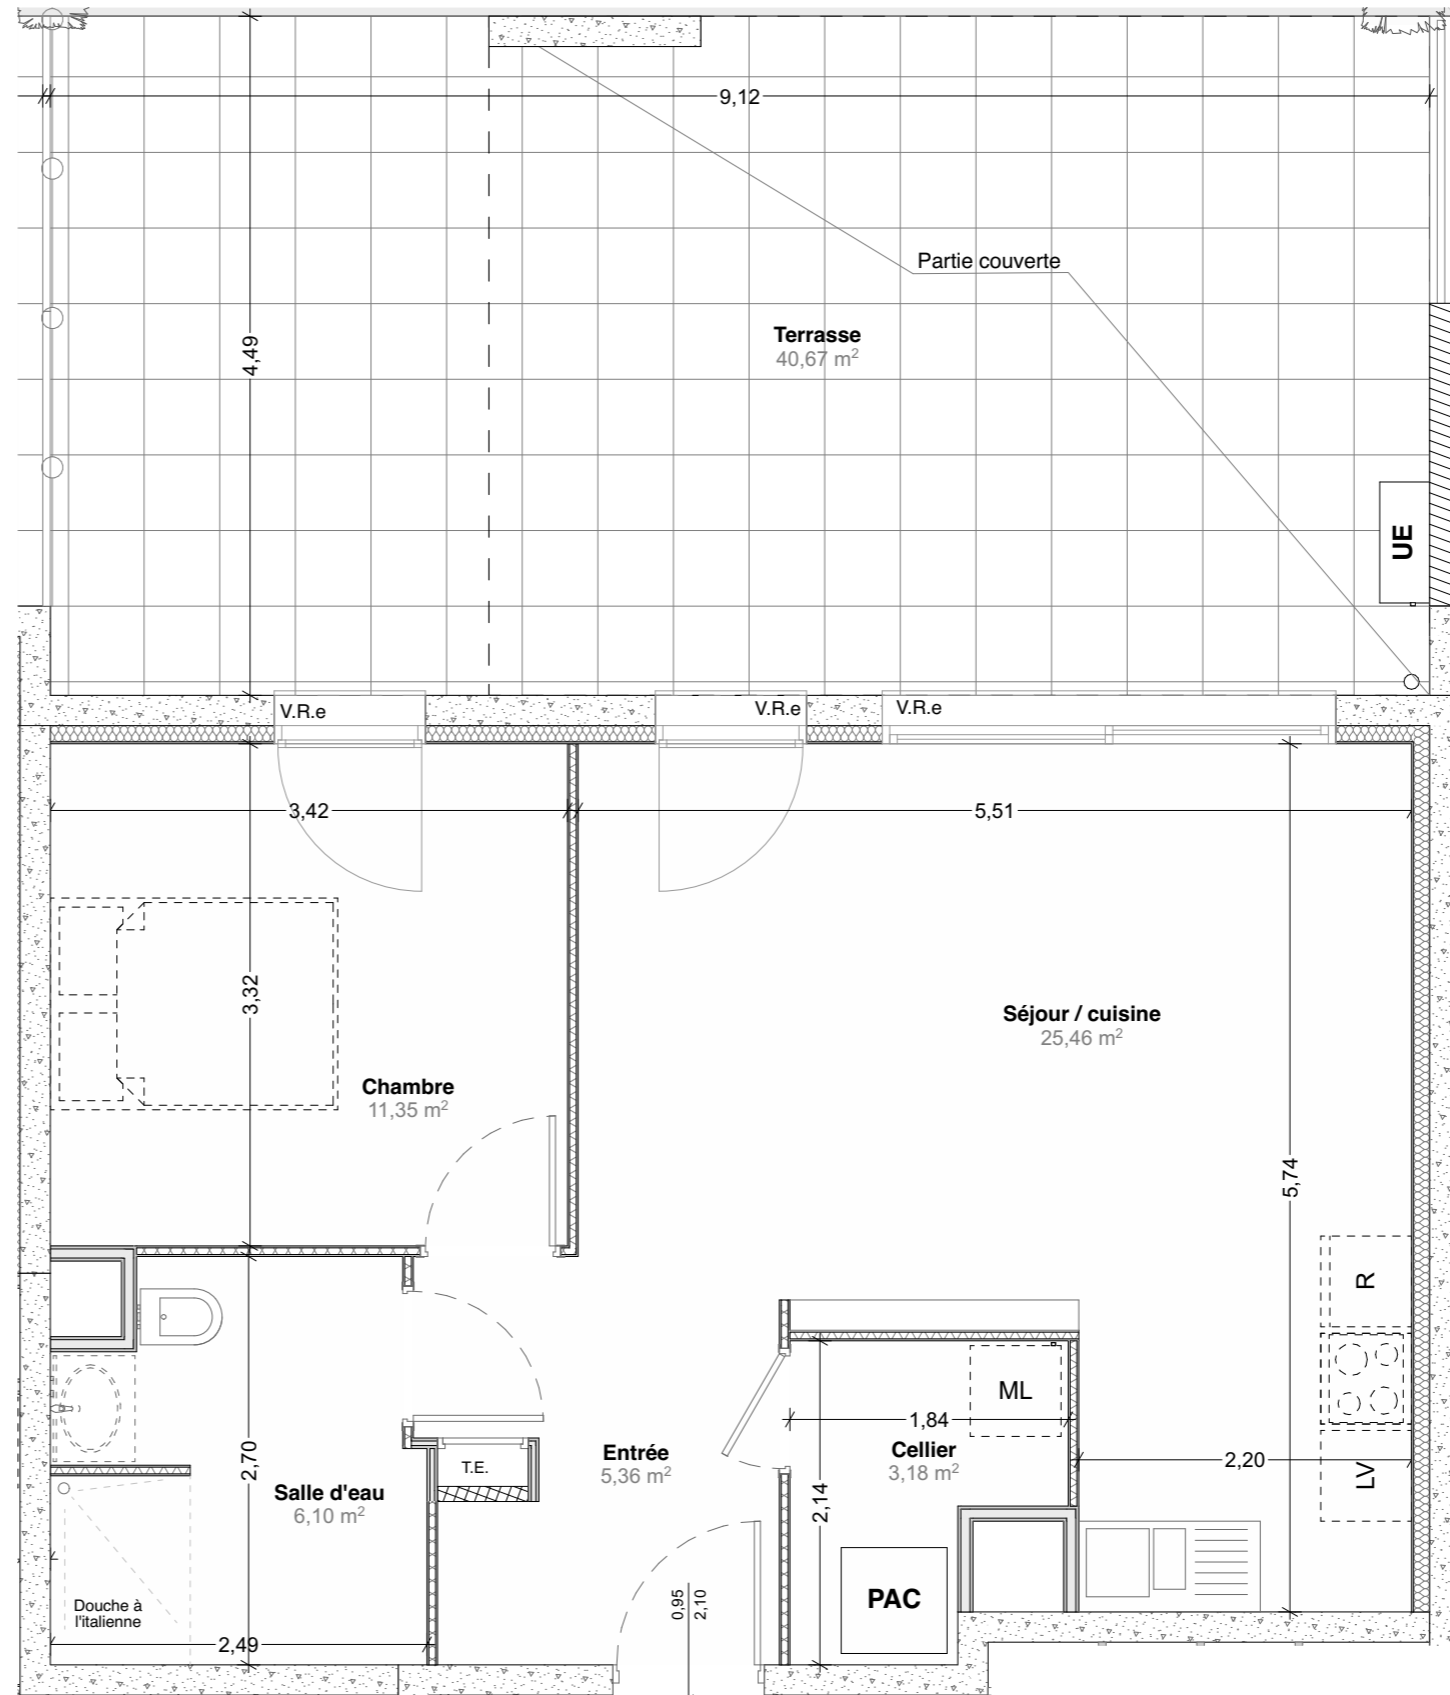 9,12
Partie couverte
Terrasse
40,67 m²
4,49
UE
V.R.e
V.R.e
V.R.e
3,42
5,51
3,32
Séjour / cuisine
25,46 m²
Chambre
11,35 m²
5,74
R
ML
1,84
Cellier
3,18 m²
2,20
LV
Entrée
5,36 m²
T.E.
2,70
Salle d'eau
6,10 m²
2,14
PAC
0,95
2,10
Douche à
l'italienne
2,49